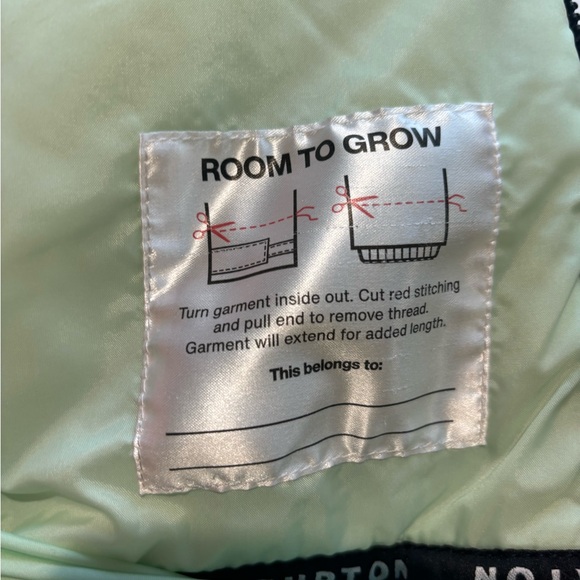 ROOM TO GROW
Turn garment inside out. Cut red stitching
and pull end to remove thread.
Garment will extend for added length.
This belongs to: